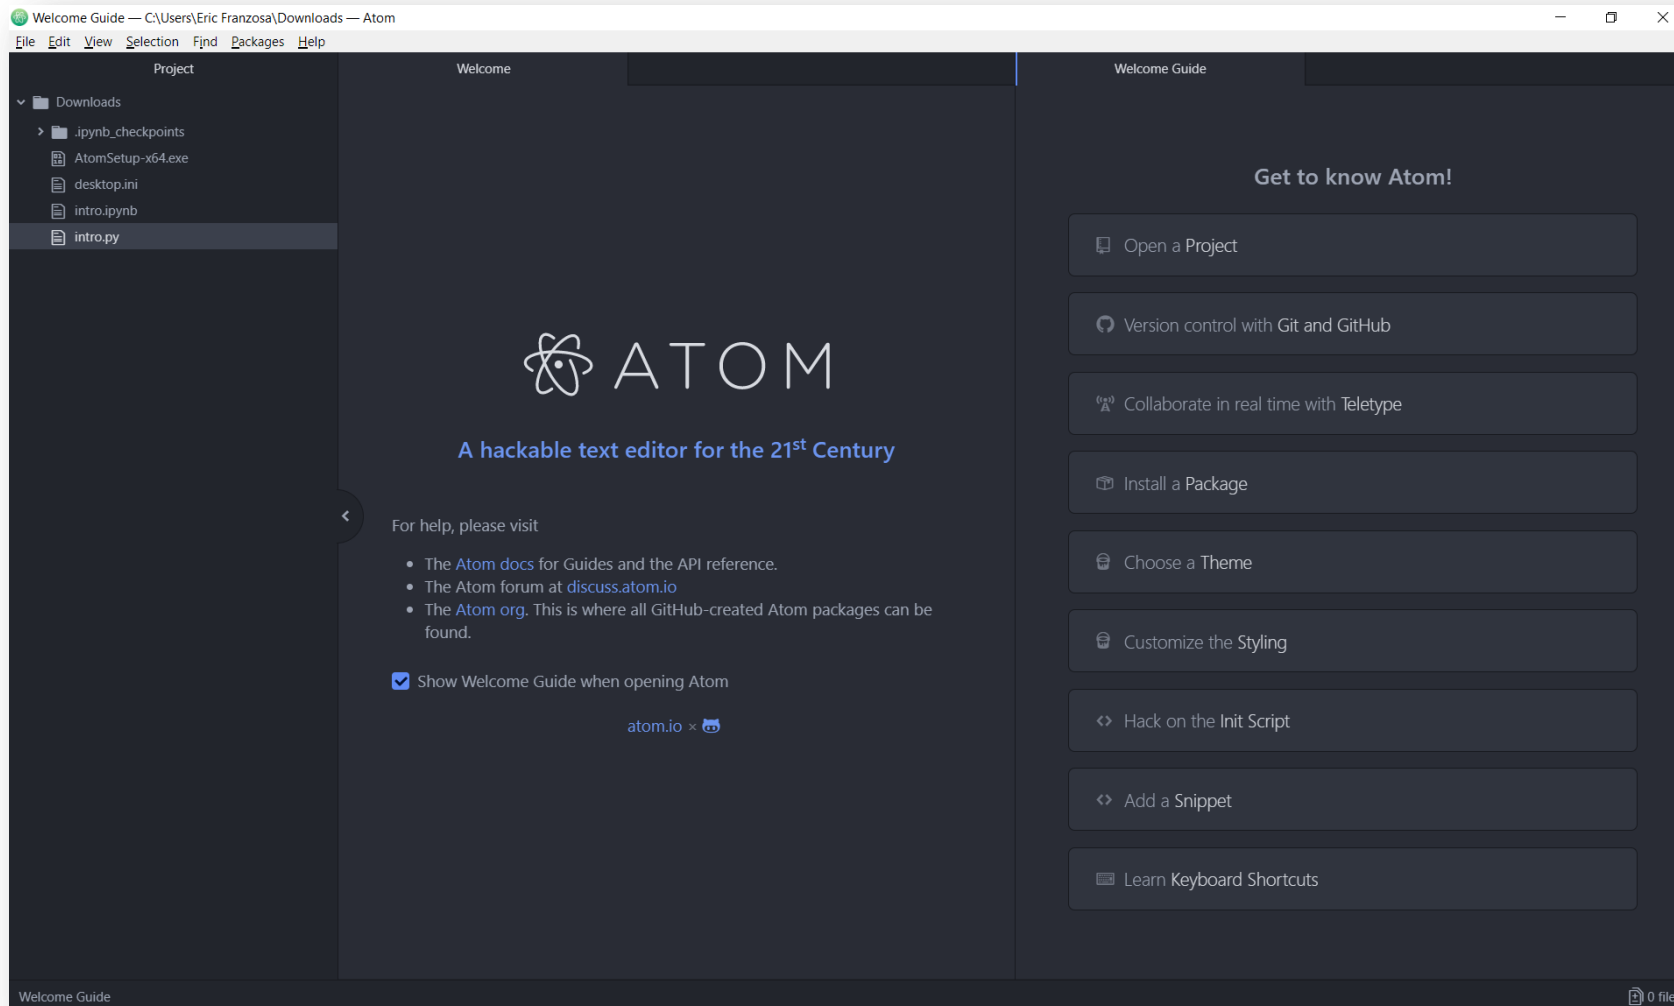 Welcome Guide — C:\Users\Eric Franzosa\Downloads — Atom
File Edit View Selection Find Packages Help
Project
Downloads
.ipynb_checkpoints
AtomSetup-x64.exe
desktop.ini
intro.ipynb
intro.py
Welcome
ATOM
A hackable text editor for the 21st Century
For help, please visit
The Atom docs for Guides and the API reference.
The Atom forum at discuss.atom.io
The Atom org. This is where all GitHub-created Atom packages can be
found.
Show Welcome Guide when opening Atom
atom.io ×
Welcome Guide
Get to know Atom!
Open a Project
Version control with Git and GitHub
Collaborate in real time with Teletype
Install a Package
Choose a Theme
Customize the Styling
Hack on the Init Script
Add a Snippet
Learn Keyboard Shortcuts
Welcome Guide
0 file